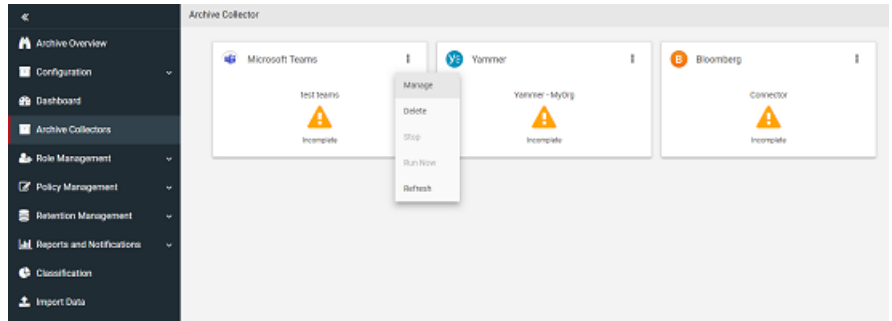 «
Archive Overview
Configuration
Dashboard
Archive Collectors
Role Management
Policy Management
Retention Management
Reports and Notifications
Classification
Import Data
Archive Collector
Microsoft Teams
test teams
Incomplete
Manage
Delete
Stop
Run Now
Refresh
Yammer
Yammer - MyOrg
Incomplete
B
Bloomberg
Connector
Incomplete